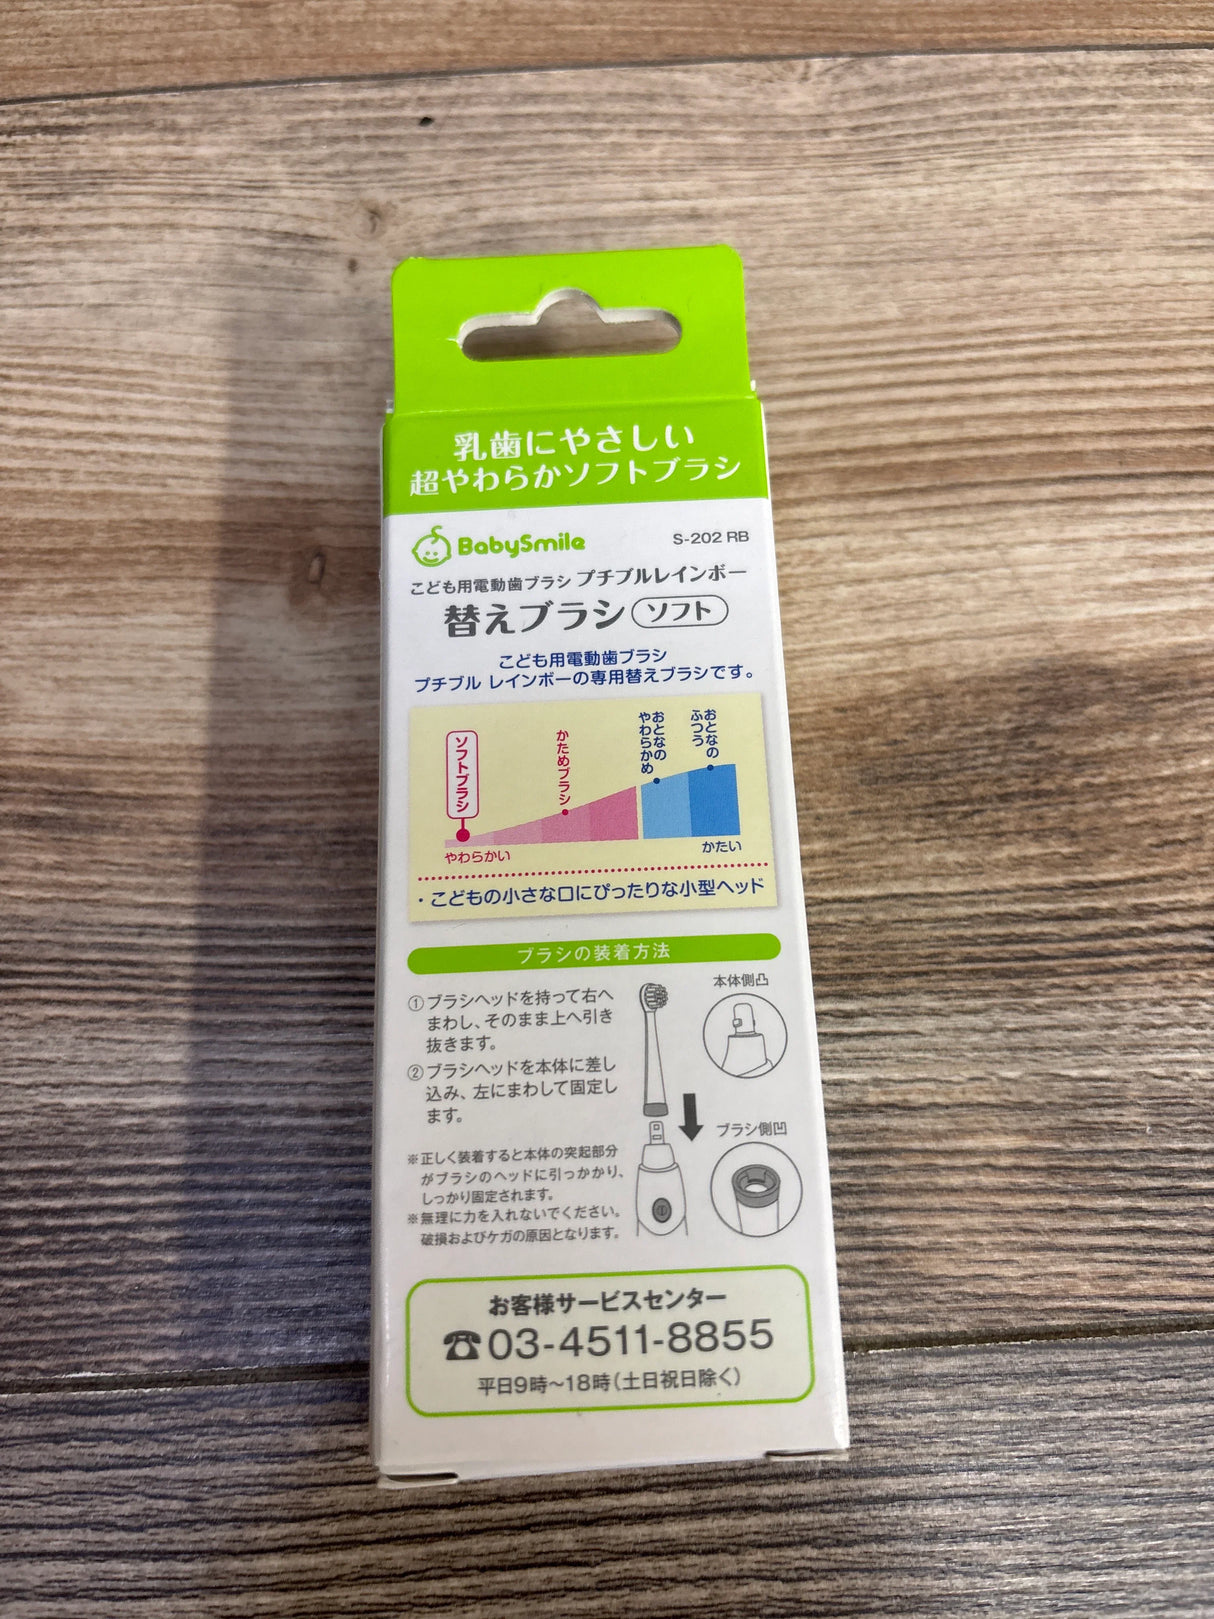 乳歯にやさしい
超やわらかソフトブラシ
BabySmile
S-202 RB
こども用電動歯ブラシ プチブルレインボー
替えブラシ ソフト
こども用電動歯ブラシ
プチブル レインボーの専用替えブラシです。
ソフトブラシ
かためブラシ
おとなの
やわらかめ
おとなの
ふつう
やわらかい
かたい
・こどもの小さな口にぴったりな小型ヘッド
ブラシの装着方法
①ブラシヘッドを持って右へ
まわし、そのまま上へ引き
抜きます。
②ブラシヘッドを本体に差し
込み、左にまわして固定し
ます。
※正しく装着すると本体の突起部分
がブラシのヘッドに引っかかり、
しっかり固定されます。
※無理に力を入れないでください。
破損およびケガの原因となります。
本体側凸
ブラシ側凹
お客様サービスセンター
☎03-4511-8855
平日9時～18時(土日祝日除く)